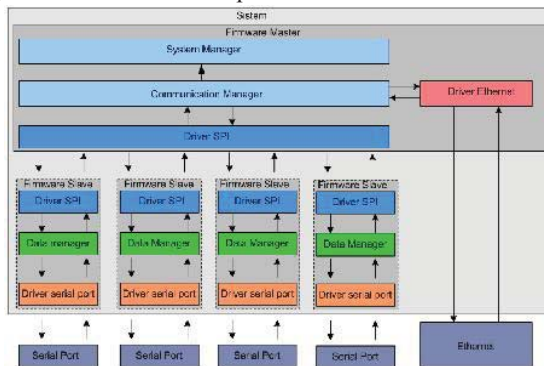 Sistem
Firmware Master
System Manager
Communication Manager
Driver Ethernet
Driver SPI
Firmware Slave
Firmware Slave
Firmware Slave
Firmware Slave
Driver SPI
Driver SPI
Driver SPI
Driver SPI
Data manager
Data Manager
Data Manager
Data Manager
Driver serial port
Driver serial port
Driver serial port
Driver serial port
Serial Port
Serial Port
Serial Port
Serial Port
Ethernet